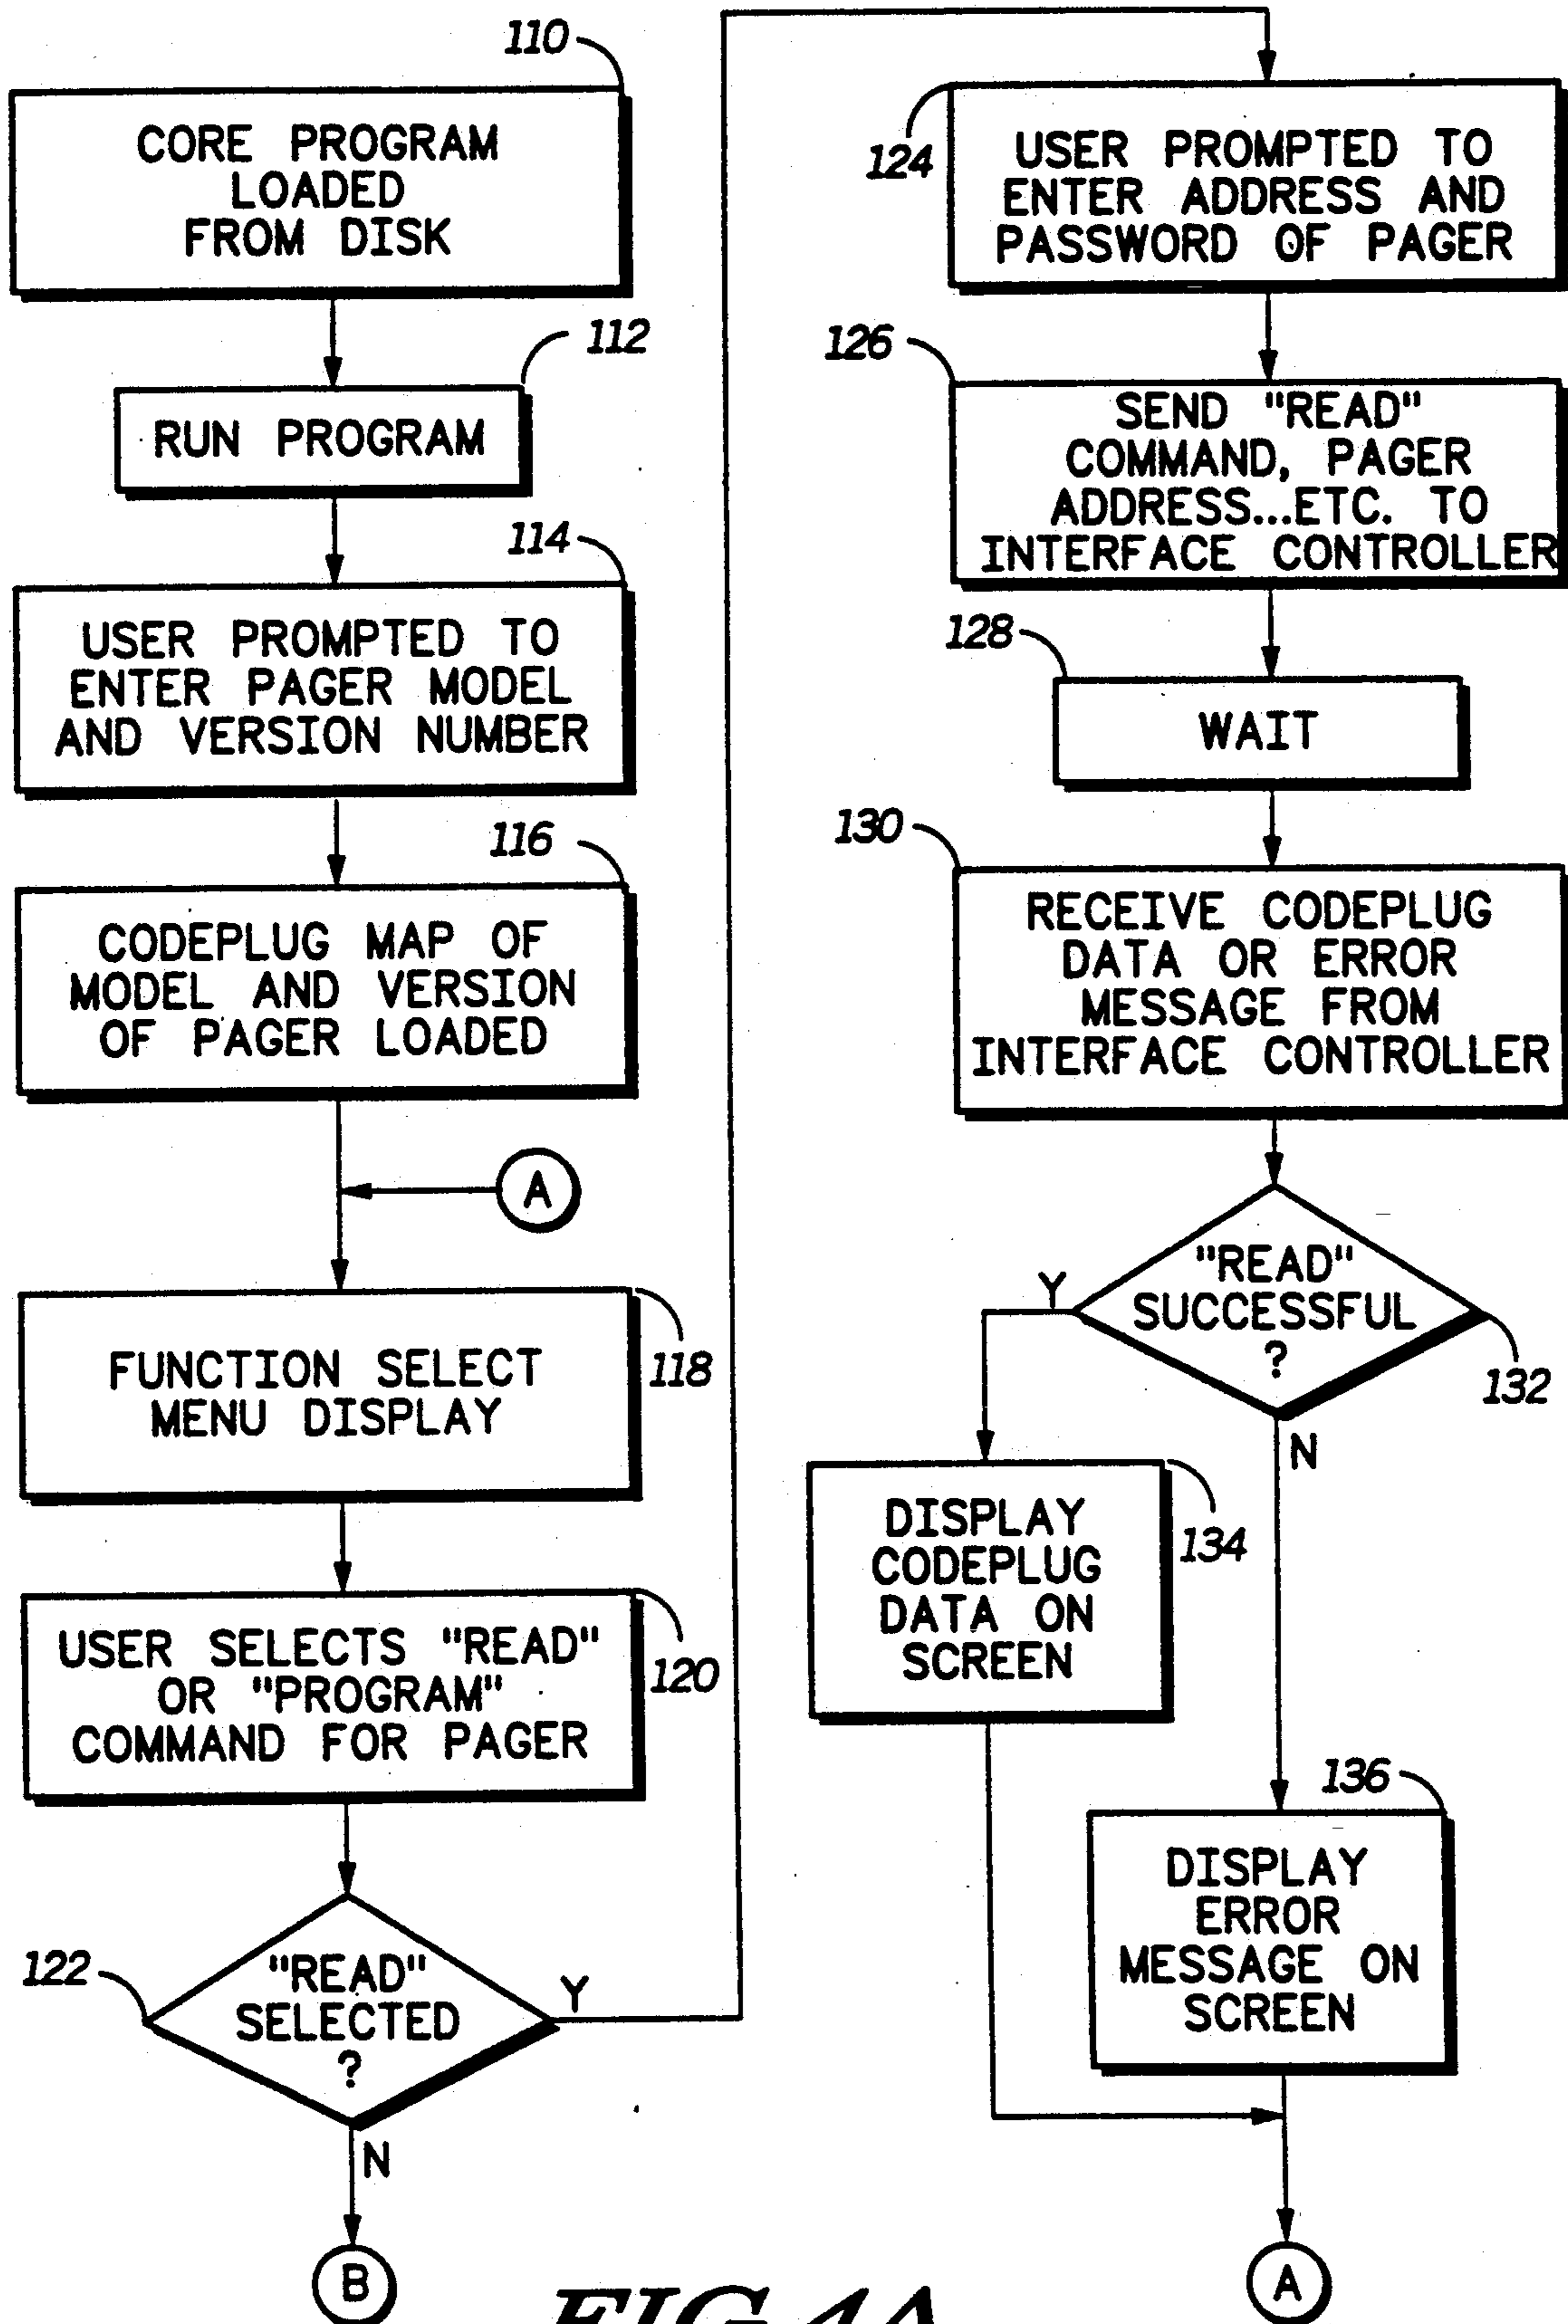 110
CORE PROGRAM
LOADED
FROM DISK
112
RUN PROGRAM
114
USER PROMPTED TO
ENTER PAGER MODEL
AND VERSION NUMBER
116
CODEPLUG MAP OF
MODEL AND VERSION
OF PAGER LOADED
A
FUNCTION SELECT
MENU DISPLAY
118
USER SELECTS "READ"
OR "PROGRAM"
COMMAND FOR PAGER
120
122
"READ"
SELECTED
?
Y
N
B
124
USER PROMPTED TO
ENTER ADDRESS AND
PASSWORD OF PAGER
126
SEND "READ"
COMMAND, PAGER
ADDRESS...ETC. TO
INTERFACE CONTROLLER
128
WAIT
130
RECEIVE CODEPLUG
DATA OR ERROR
MESSAGE FROM
INTERFACE CONTROLLER
"READ"
SUCCESSFUL
?
132
Y
N
DISPLAY
CODEPLUG
DATA ON
SCREEN
134
136
DISPLAY
ERROR
MESSAGE ON
SCREEN
A
FIG.4A